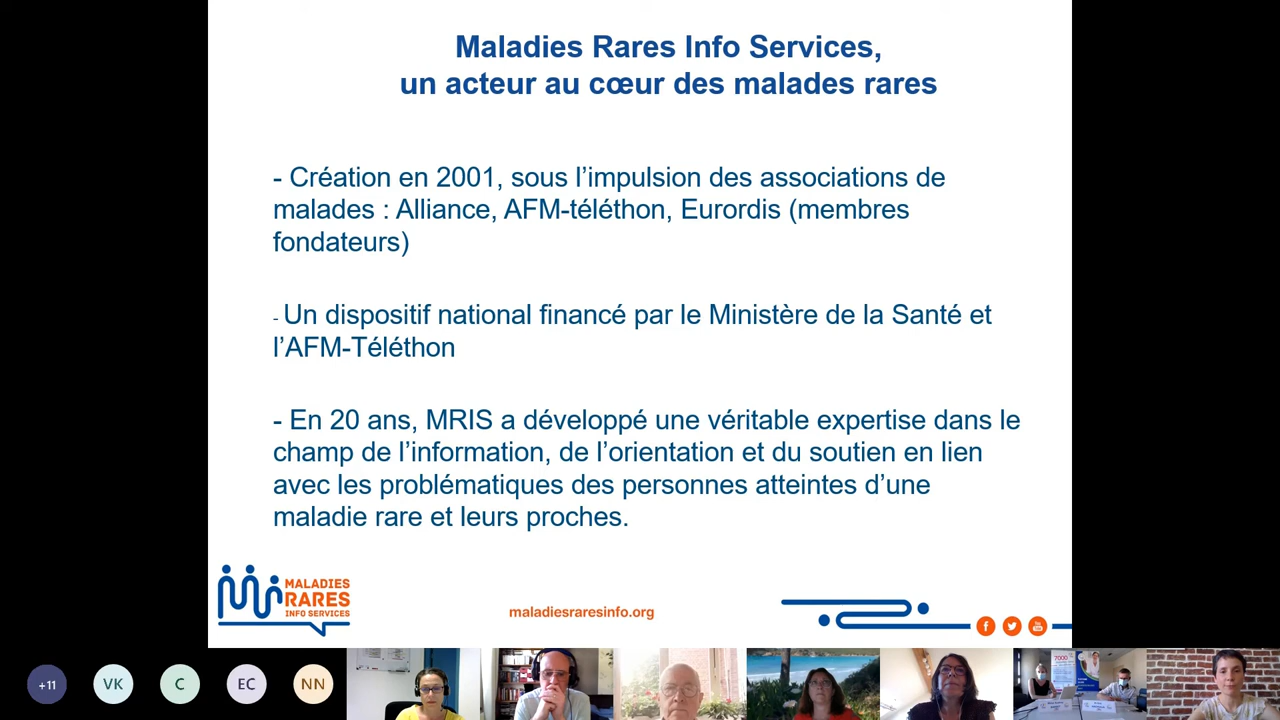 Maladies Rares Info Services,
un acteur au cœur des malades rares
- Création en 2001, sous l’impulsion des associations de
malades : Alliance, AFM-téléthon, Eurordis (membres
fondateurs)
- Un dispositif national financé par le Ministère de la Santé et
l’AFM-Téléthon
- En 20 ans, MRIS a développé une véritable expertise dans le
champ de l’information, de l’orientation et du soutien en lien
avec les problématiques des personnes atteintes d’une
maladie rare et leurs proches.
MALADIES
RARES
INFO SERVICES
maladiesraresinfo.org
+11
VK
C
EC
NN
7000